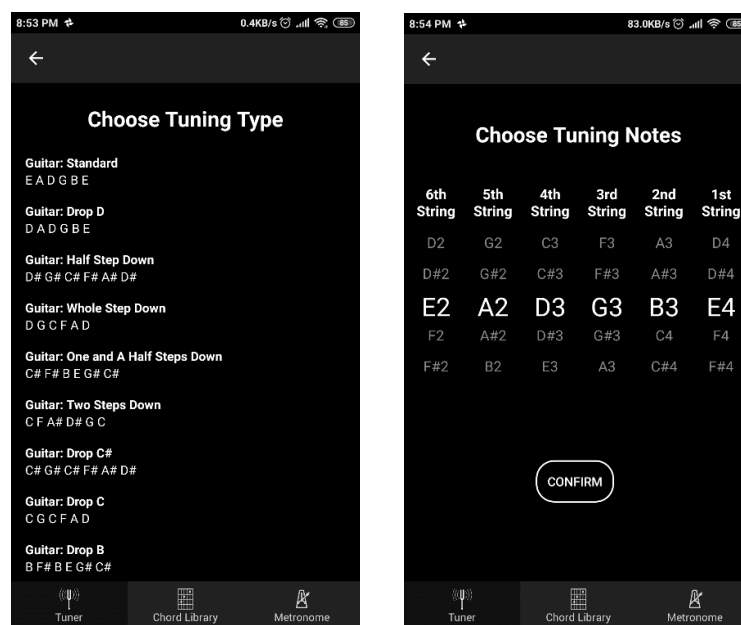 8:53 PM 0.4KB/s 85
Choose Tuning Type
Guitar: Standard
E A D G B E
Guitar: Drop D
D A D G B E
Guitar: Half Step Down
D# G# C# F# A# D#
Guitar: Whole Step Down
D G C F A D
Guitar: One and A Half Steps Down
C# F# B E G# C#
Guitar: Two Steps Down
C F A# D# G C
Guitar: Drop C#
C# G# C# F# A# D#
Guitar: Drop C
C G C F A D
Guitar: Drop B
B F# B E G# C#
Tuner Chord Library Metronome
8:54 PM 83.0KB/s 85
Choose Tuning Notes
6th 5th 4th 3rd 2nd 1st
String String String String String String
D2 G2 C3 F3 A3 D4
D#2 G#2 C#3 F#3 A#3 D#4
E2 A2 D3 G3 B3 E4
F2 A#2 D#3 G#3 C4 F4
F#2 B2 E3 A3 C#4 F#4
CONFIRM
Tuner Chord Library Metronome